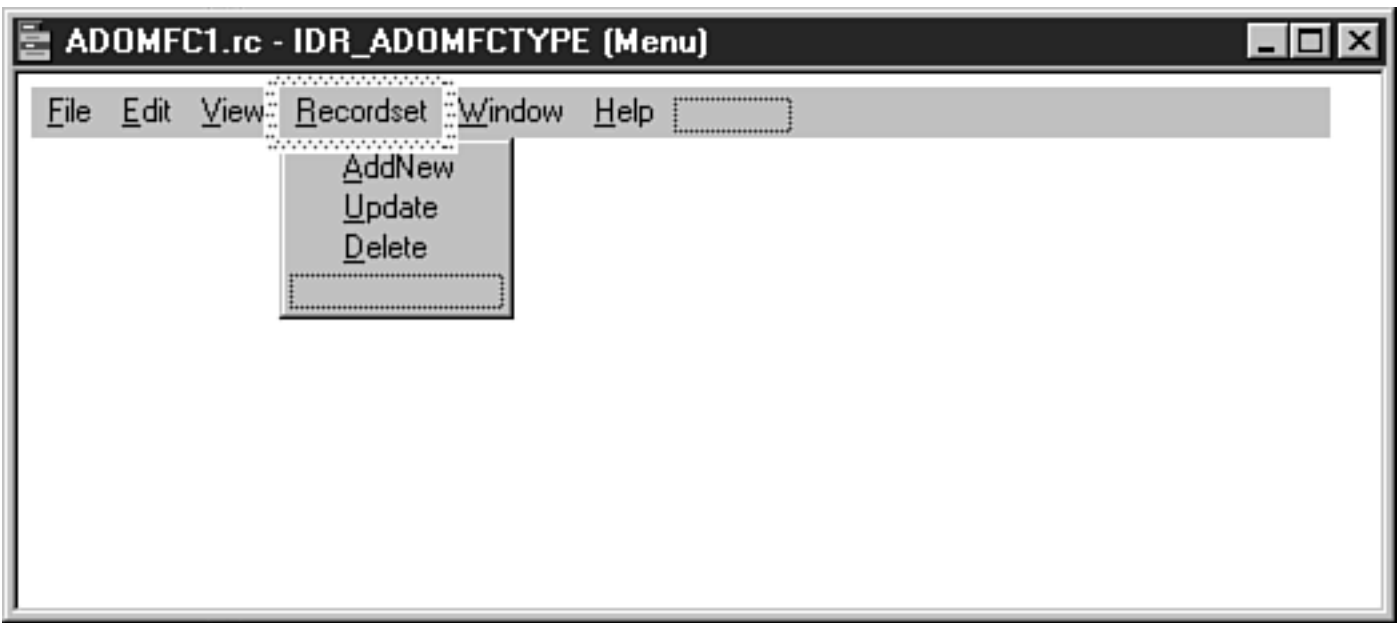 ADOMFC1.rc - IDR_ADOMFCTYPE (Menu)
File Edit View Recordset Window Help
AddNew
Update
Delete